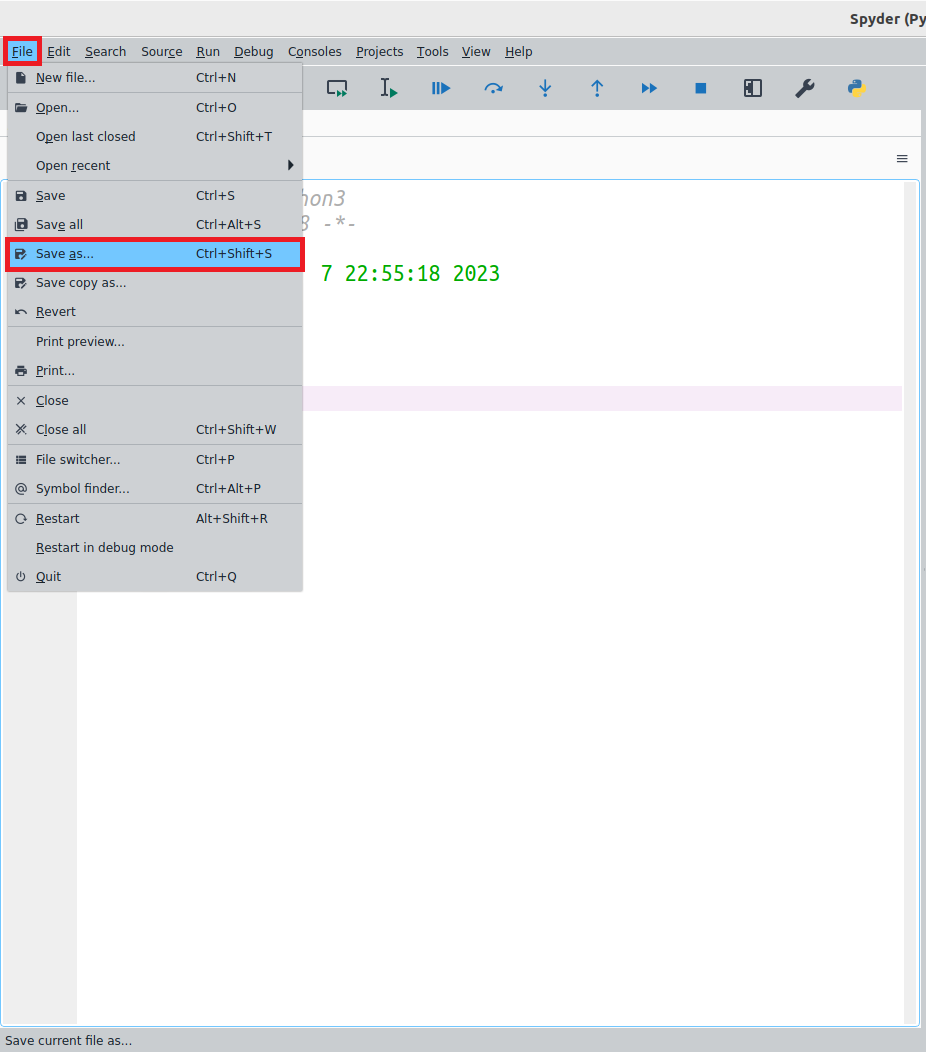 Spyder (Py
File Edit Search Source Run Debug Consoles Projects Tools View Help
New file... Ctrl+N
Open... Ctrl+O
Open last closed Ctrl+Shift+T
Open recent
Save Ctrl+S
hon3
Save all Ctrl+Alt+S
8 -*-
Save as... Ctrl+Shift+S
7 22:55:18 2023
Save copy as...
Revert
Print preview...
Print...
Close
Close all Ctrl+Shift+W
File switcher... Ctrl+P
Symbol finder... Ctrl+Alt+P
Restart Alt+Shift+R
Restart in debug mode
Quit Ctrl+Q
Save current file as...